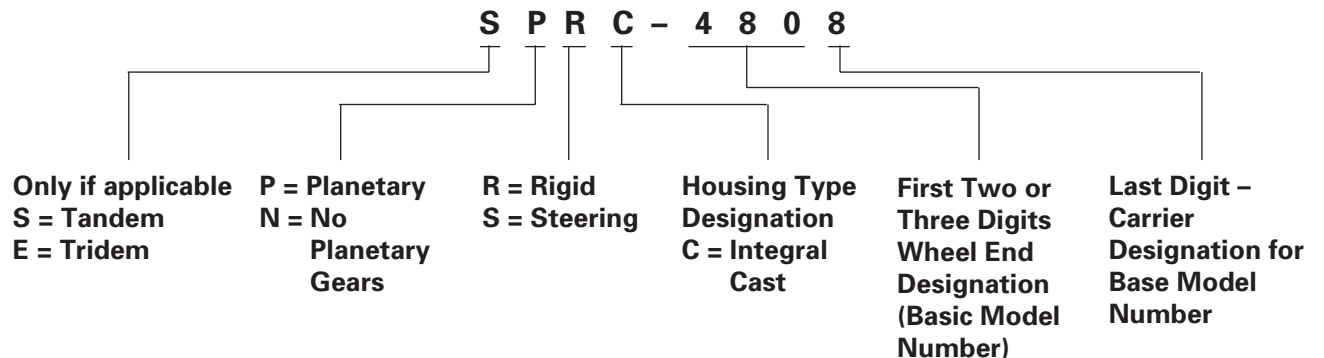 S P R C – 4 8 0 8
Only if applicable
S = Tandem
E = Tridem
P = Planetary
N = No
Planetary
Gears
R = Rigid
S = Steering
Housing Type
Designation
C = Integral
Cast
First Two or
Three Digits
Wheel End
Designation
(Basic Model
Number)
Last Digit –
Carrier
Designation for
Base Model
Number